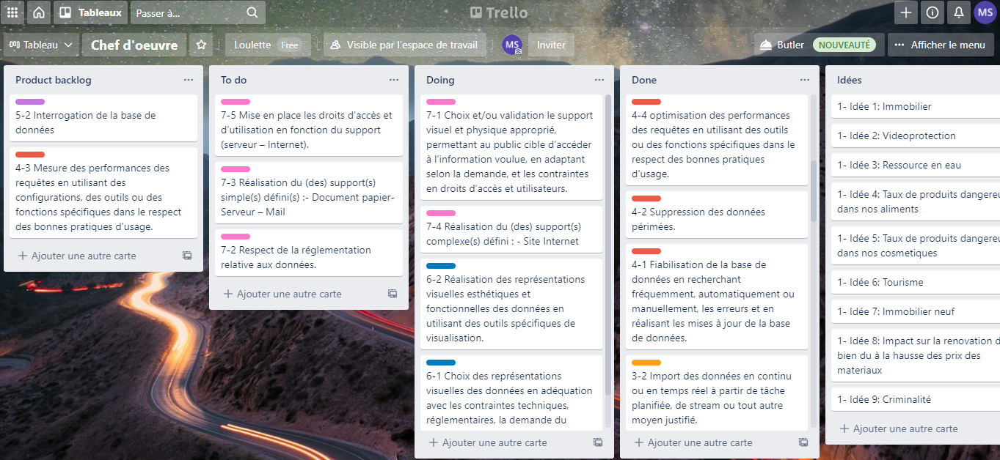 Tableaux
Passer à...
Trello
MS
Tableau
Chef d'oeuvre
Loulette Free
Visible par l'espace de travail
MS
Inviter
Butler NOUVEAUTÉ
Afficher le menu
Product backlog
5-2 Interrogation de la base de
données
4-3 Mesure des performances des
requêtes en utilisant des
configurations, des outils ou des
fonctions spécifiques dans le respect
des bonnes pratiques d'usage.
Ajouter une autre carte
To do
7-5 Mise en place les droits d'accès et
d'utilisation en fonction du support
(serveur – Internet).
7-3 Réalisation du (des) support(s)
simple(s) défini(s) :- Document papier-
Serveur – Mail
7-2 Respect de la réglementation
relative aux données.
Ajouter une autre carte
Doing
7-1 Choix et/ou validation le support
visuel et physique approprié,
permettant au public cible d'accéder
à l'information voulue, en adaptant
selon la demande, et les contraintes
en droits d'accès et utilisateurs.
7-4 Réalisation du (des) support(s)
complexe(s) défini : - Site Internet
6-2 Réalisation des représentations
visuelles esthétiques et
fonctionnelles des données en
utilisant des outils spécifiques de
visualisation.
6-1 Choix des représentations
visuelles des données en adéquation
avec les contraintes techniques,
réglementaires, la demande du
Ajouter une autre carte
Done
4-4 optimisation des performances
des requêtes en utilisant des outils
ou des fonctions spécifiques dans le
respect des bonnes pratiques
d'usage.
4-2 Suppression des données
périmées.
4-1 Fiabilisation de la base de
données en recherchant
fréquemment, automatiquement ou
manuellement, les erreurs et en
réalisant les mises à jour de la base
de données.
3-2 Import des données en continu
ou en temps réel à partir de tâche
planifiée, de stream ou tout autre
moyen justifié.
Ajouter une autre carte
Idées
1- Idée 1: Immobilier
1- Idée 2: Videoprotection
1- Idée 3: Ressource en eau
1- Idée 4: Taux de produits dangereu
dans nos aliments
1- Idée 5: Taux de produits dangereu
dans nos cosmetiques
1- Idée 6: Tourisme
1- Idée 7: Immobilier neuf
1- Idée 8: Impact sur la renovation d
bien du à la hausse des prix des
materiaux
1- Idée 9: Criminalité
Ajouter une autre carte